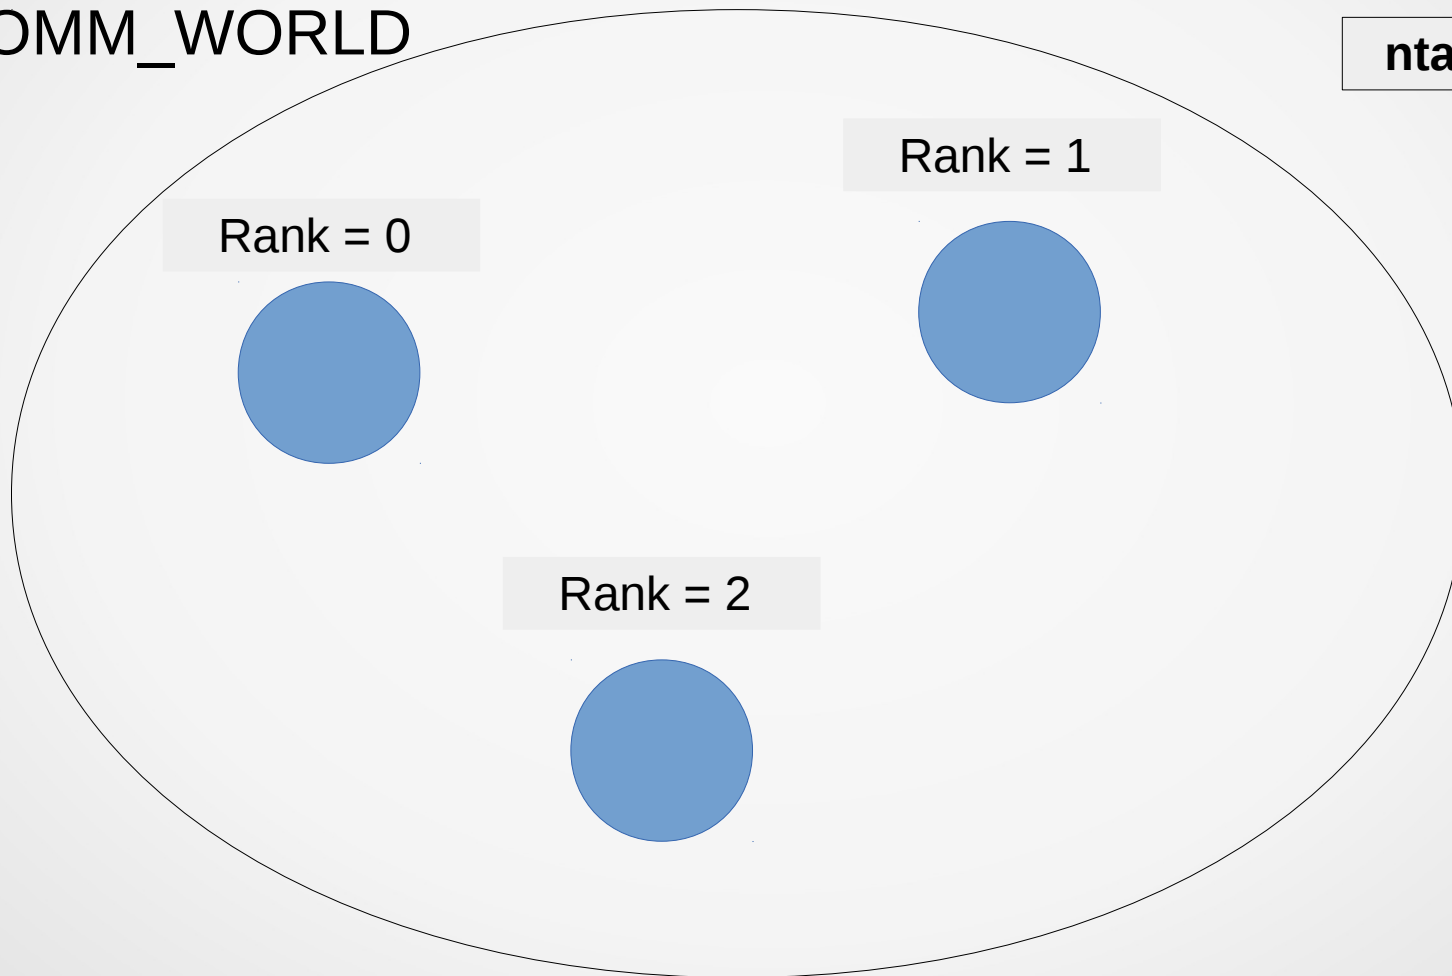 OMM_WORLD
nta
Rank = 1
Rank = 0
Rank = 2